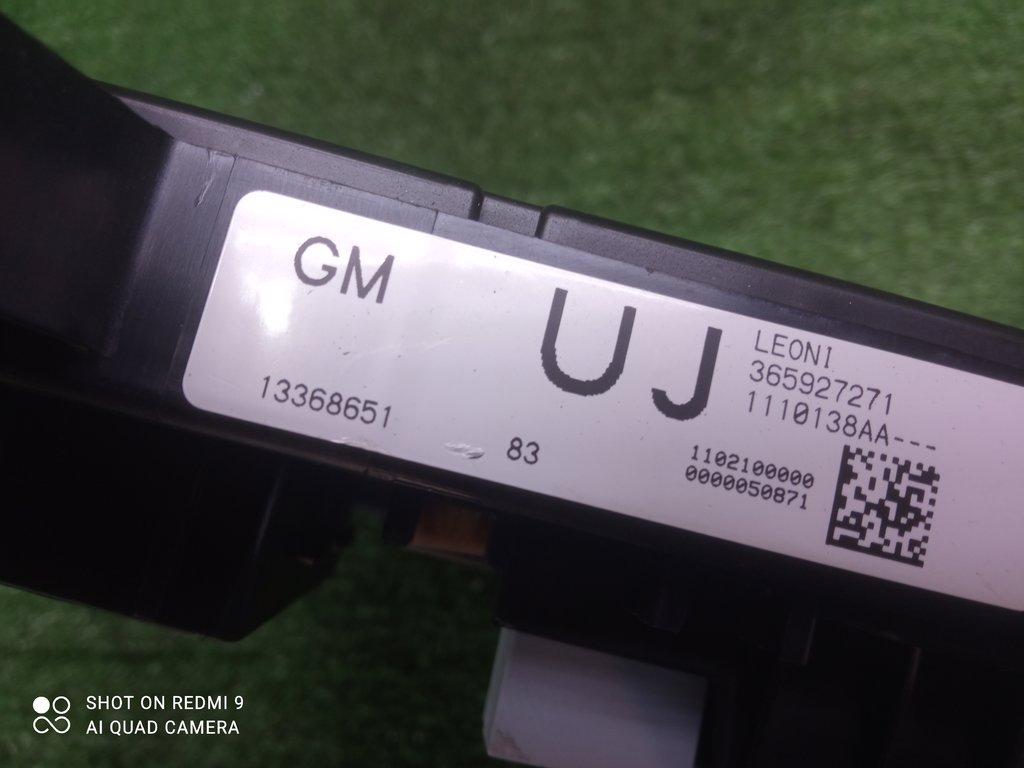 GM
UJ
LEONI
365927271
1110138AA---
13368651
83
1102100000
0000050871
SHOT ON REDMI 9
AI QUAD CAMERA